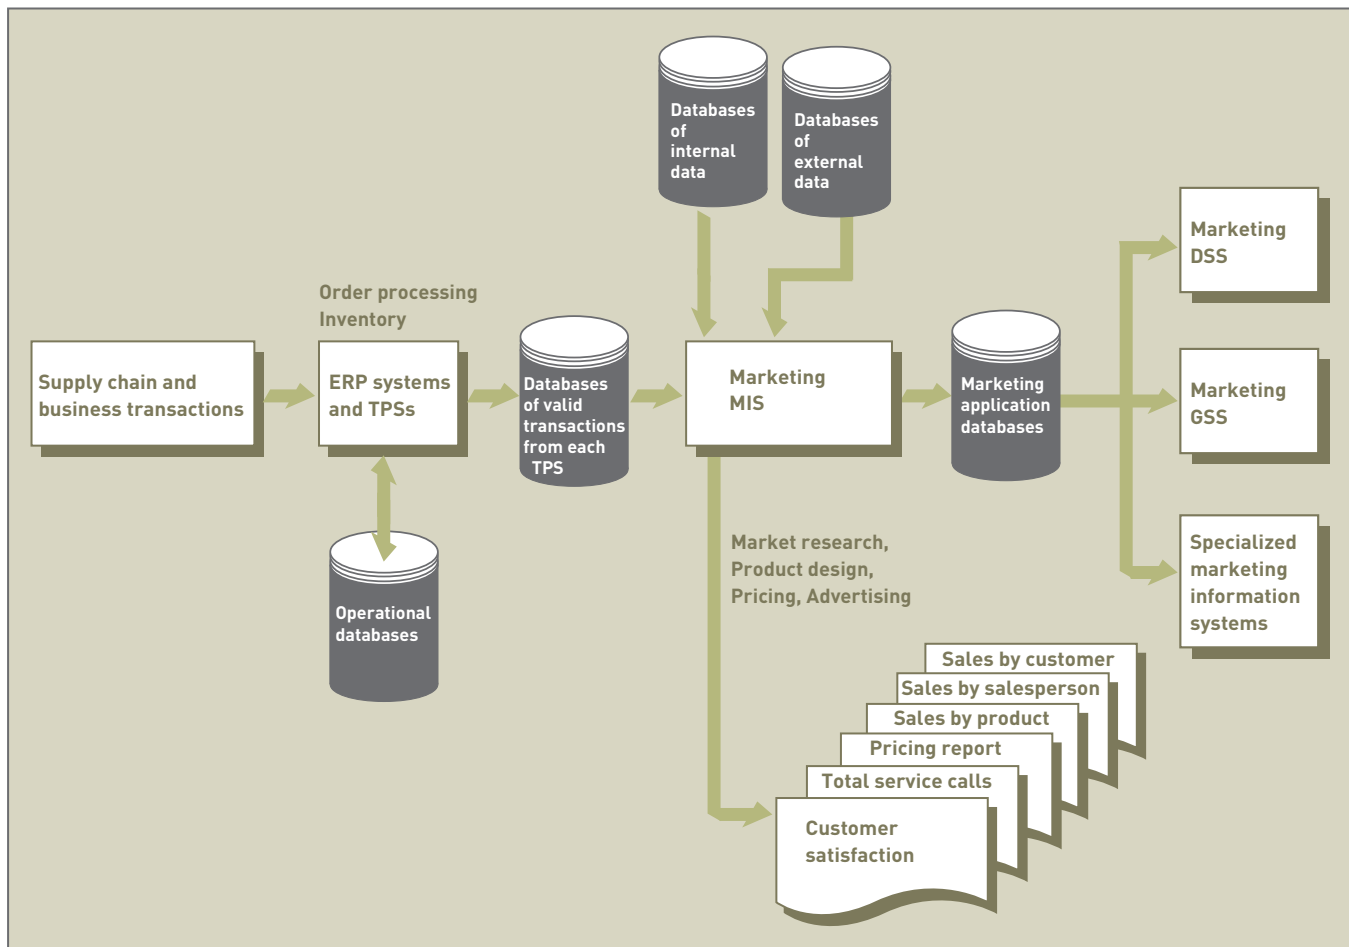 Databases
of
internal
data
Databases
of
external
data
Marketing
DSS
Order processing
Inventory
Supply chain and
business transactions
ERP systems
and TPSs
Databases
of valid
transactions
from each
TPS
Marketing
MIS
Marketing
application
databases
Marketing
GSS
Operational
databases
Market research,
Product design,
Pricing, Advertising
Specialized
marketing
information
systems
Sales by customer
Sales by salesperson
Sales by product
Pricing report
Total service calls
Customer
satisfaction